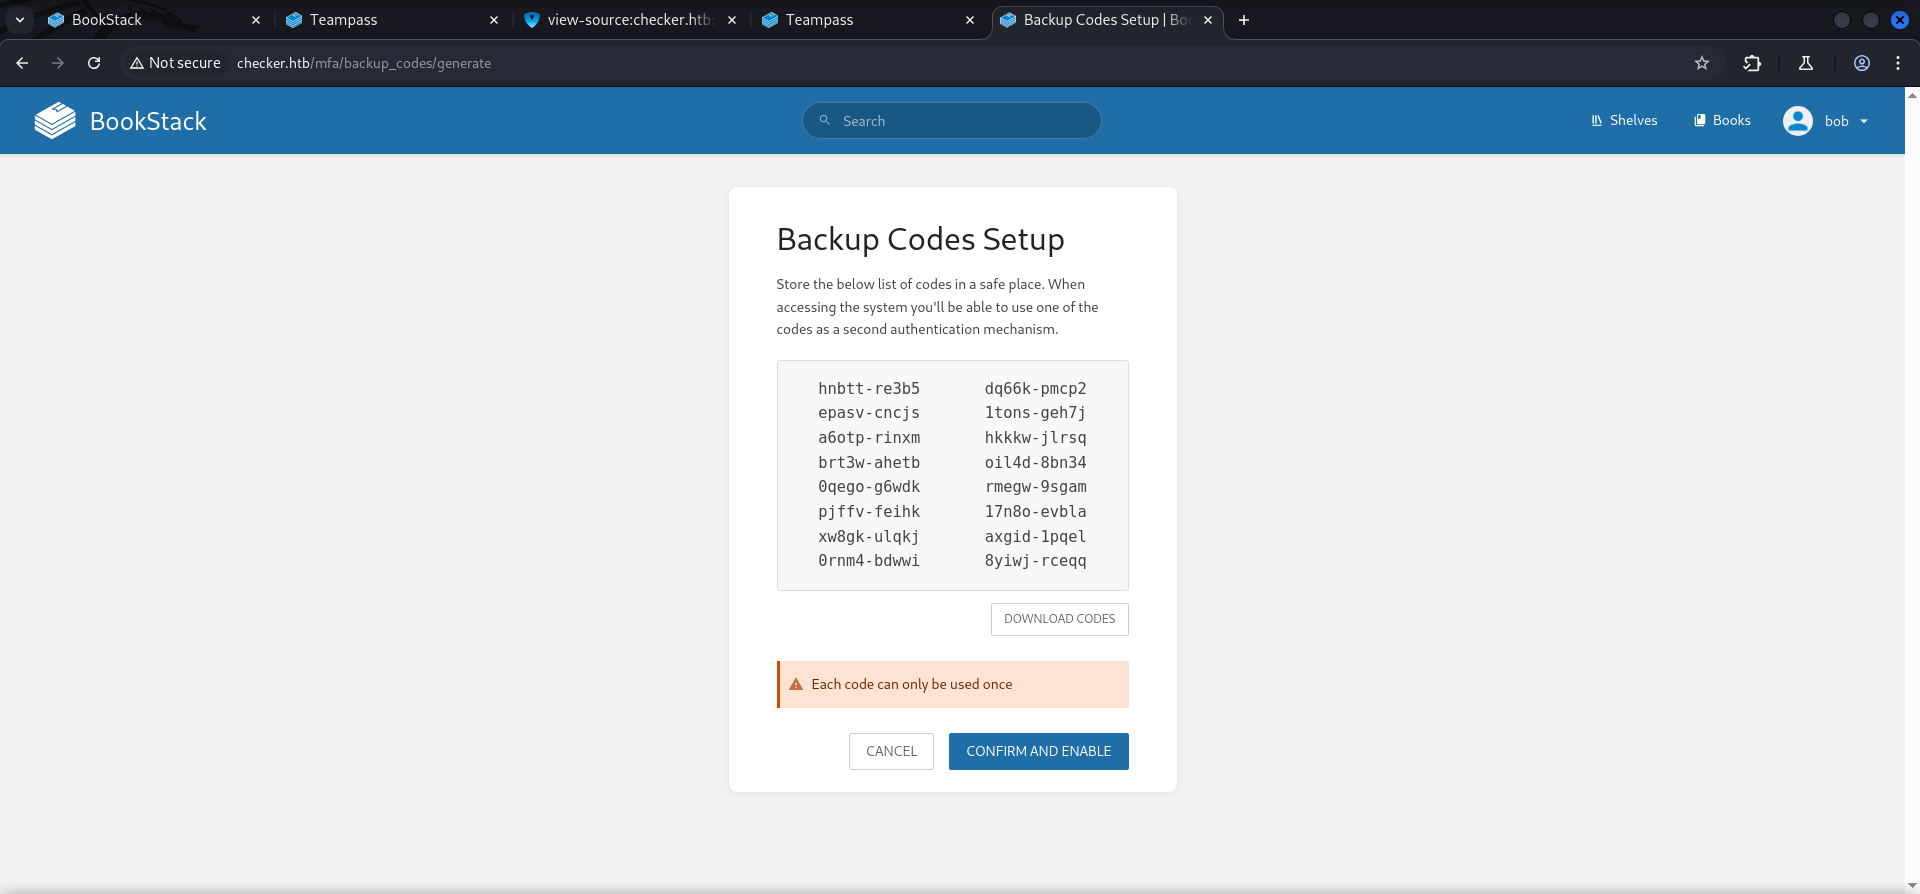 BookStack
Teampass
view-source:checker.htb:
Teampass
Backup Codes Setup | Bo
Not secure
checker.htb/mfa/backup_codes/generate
BookStack
Search
Shelves
Books
bob
Backup Codes Setup
Store the below list of codes in a safe place. When
accessing the system you'll be able to use one of the
codes as a second authentication mechanism.
hnbtt-re3b5 dq66k-pmcp2
epasv-cncjs 1tons-geh7j
a6otp-rinxm hkkkw-jlrsq
brt3w-ahetb oil4d-8bn34
0qego-g6wdk rmegw-9sgam
pjffv-feihk 17n8o-evbla
xw8gk-ulqkj axgid-1pqel
0rnm4-bdwwi 8yiwj-rceqq
DOWNLOAD CODES
Each code can only be used once
CANCEL
CONFIRM AND ENABLE